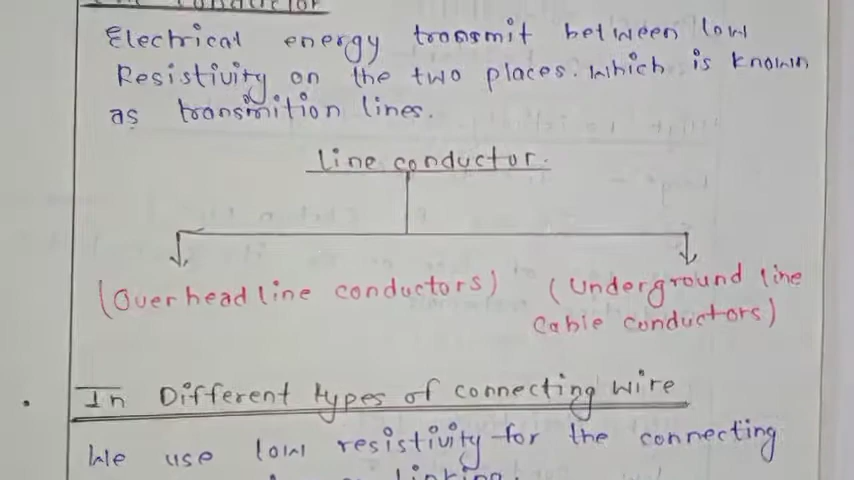 Conductor
Electrical energy transmit between low
Resistivity on the two places. which is known
as transmition lines.
line conductor.
(Overhead line conductors)
(Underground line
cable conductors)
In Different types of connecting wire
We use low resistivity for the connecting
linking.